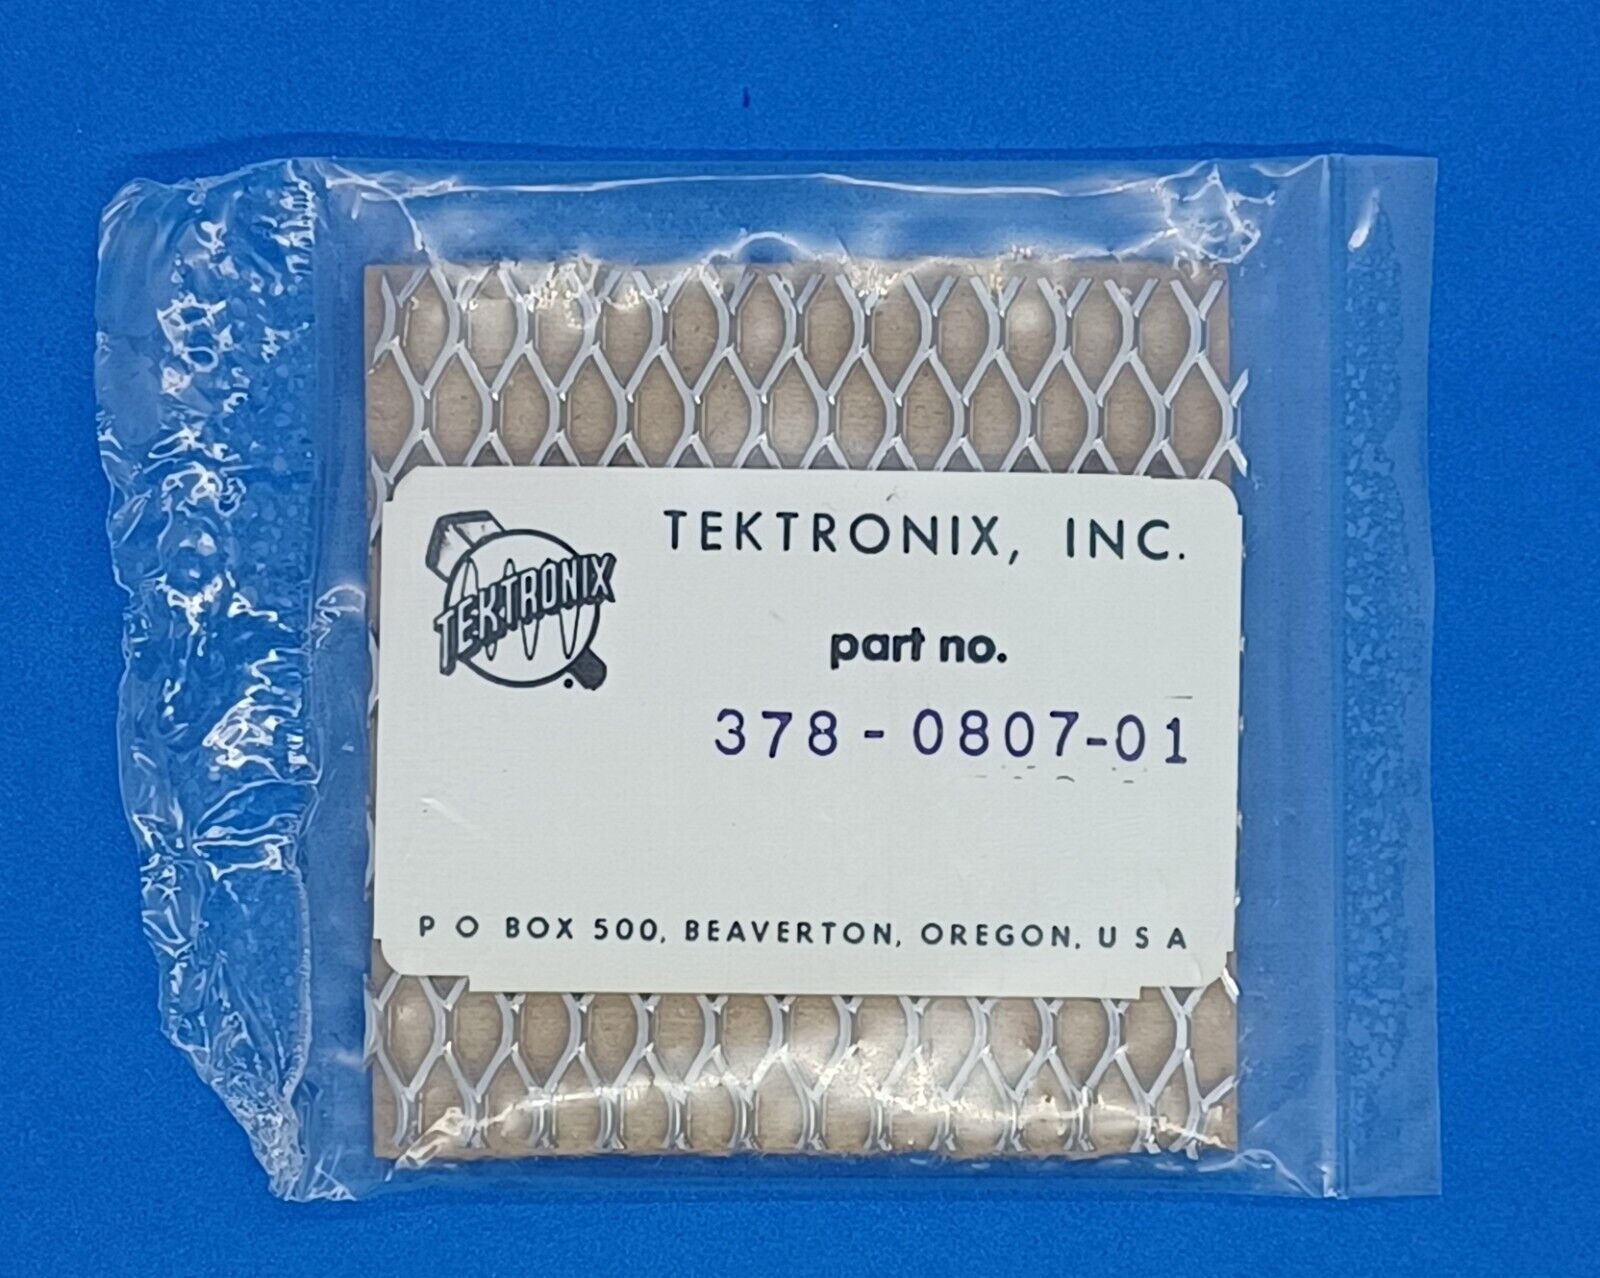 TEKTRONIX
TEKTRONIX, INC.
part no.
378-0807-01
P O BOX 500, BEAVERTON, OREGON, U S A